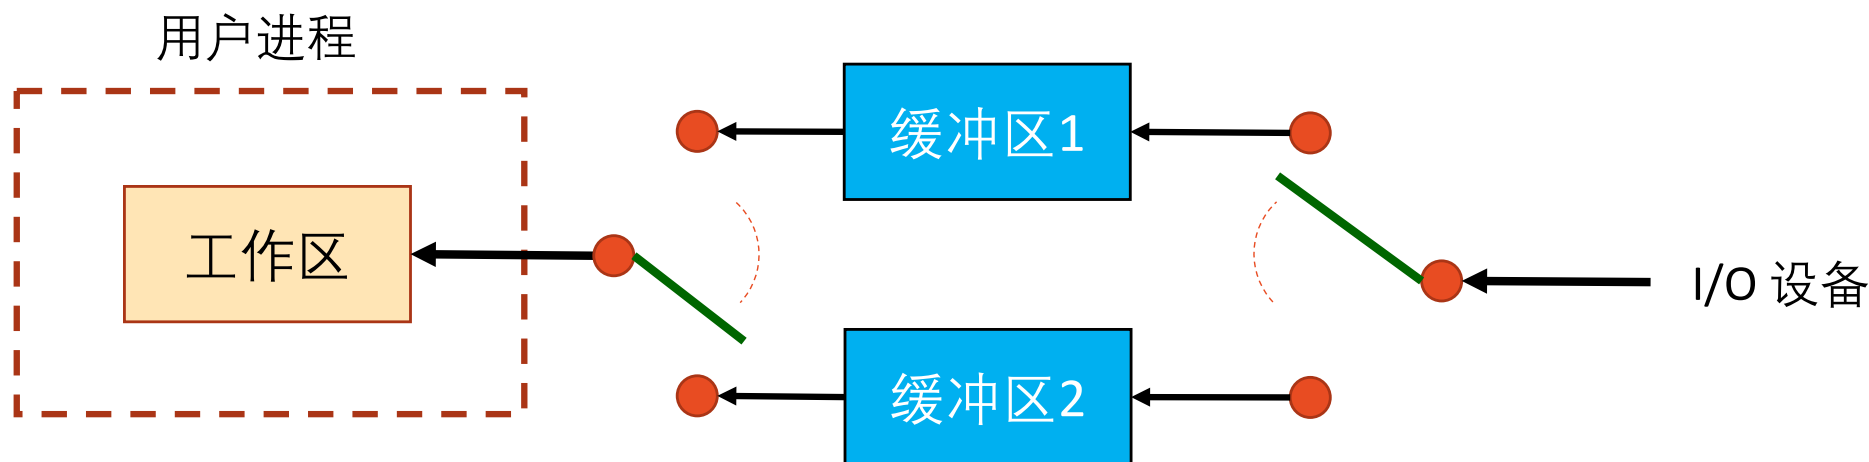 用户进程
缓冲区1
工作区
I/O 设备
缓冲区2